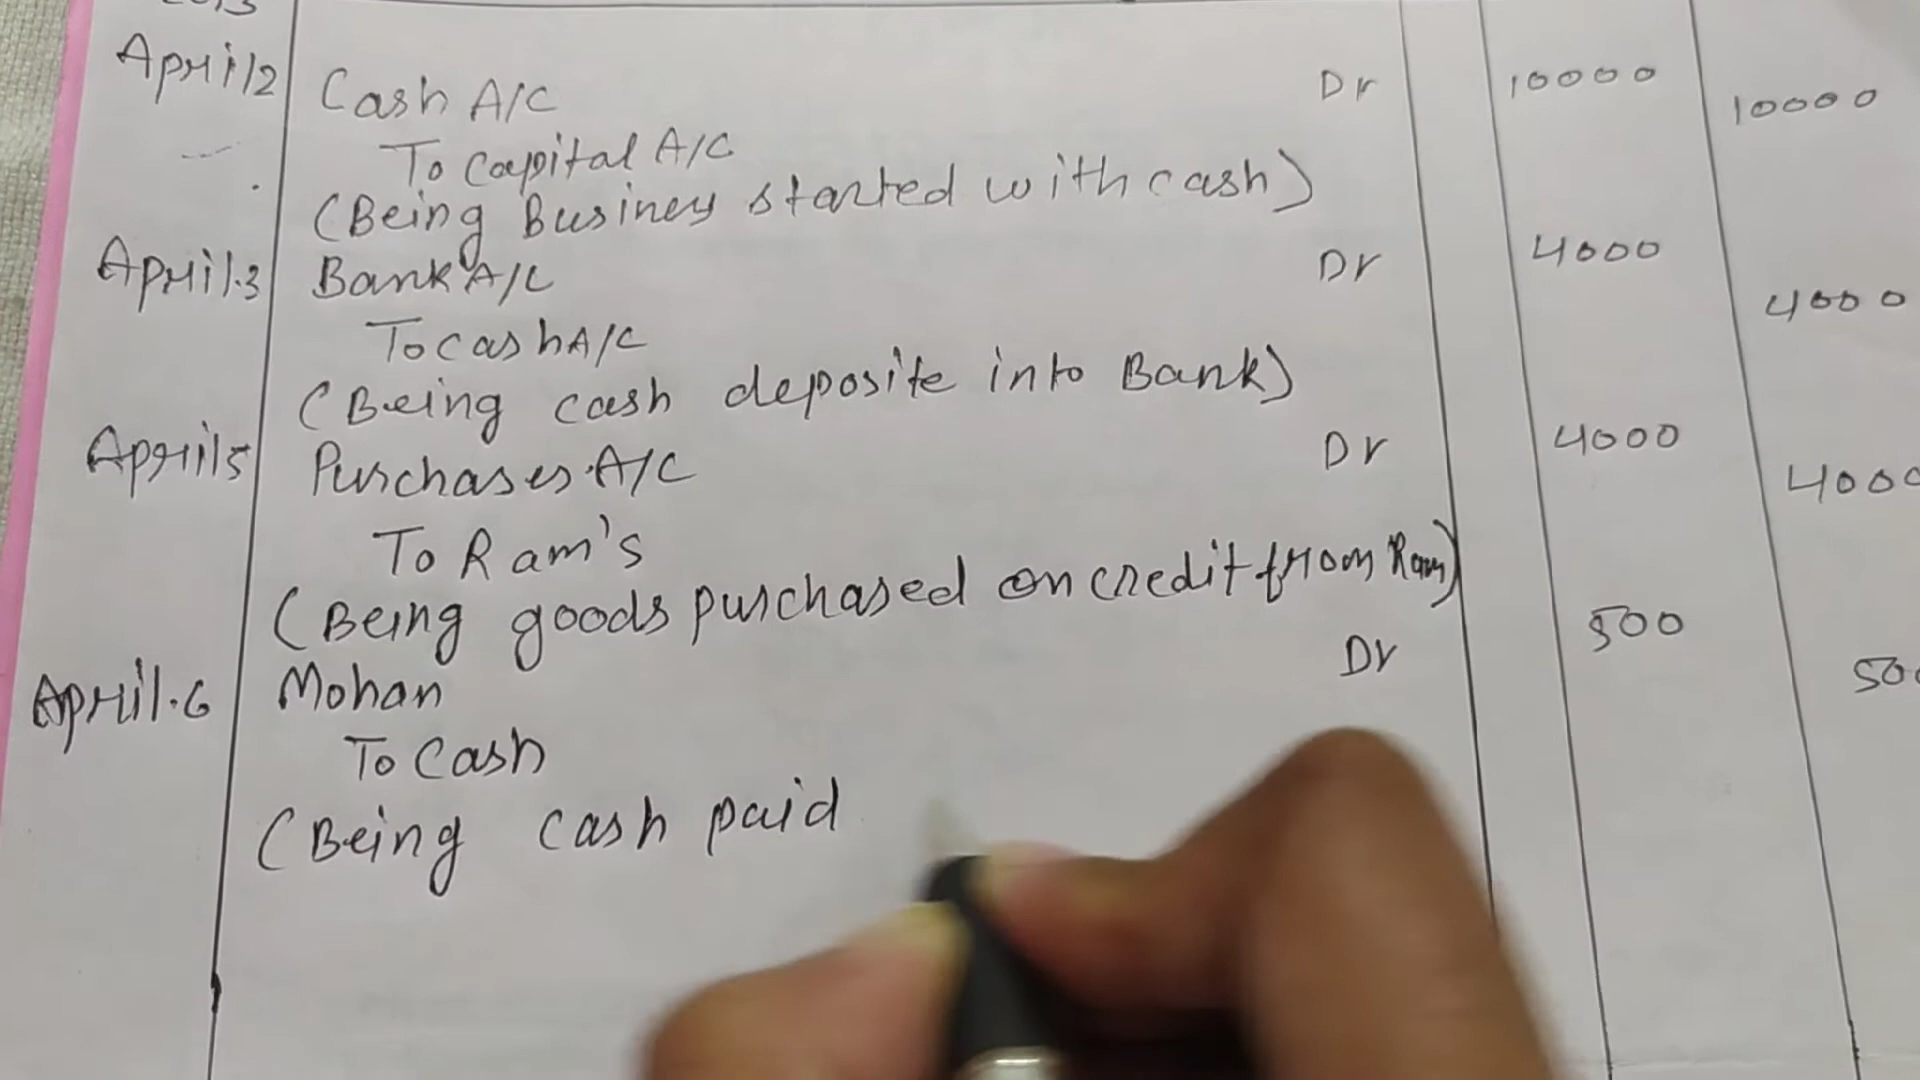 2013
April 2 Cash A/C Dr 10000
To Capital A/C 10000
(Being Business started with cash)
April.3 Bank A/C Dr 4000
To cash A/C 4000
(Being cash deposite into Bank)
April 5 Purchases A/C Dr 4000
To Ram's 4000
(Being goods purchased on credit from Ram)
April.6 Mohan Dr 500
To Cash 50
(Being cash paid